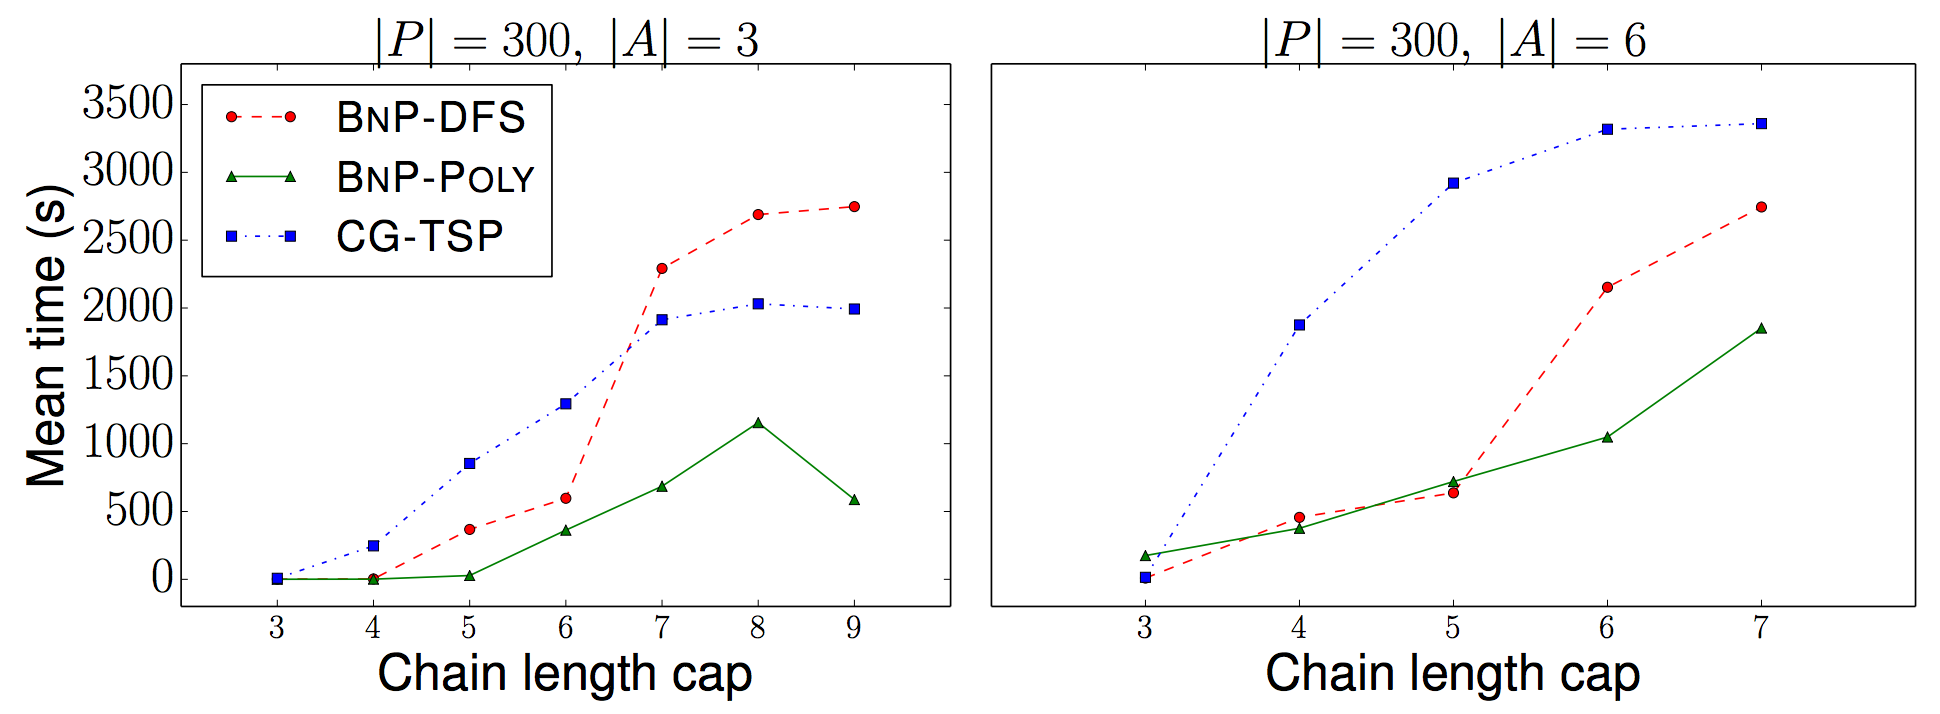 |P| = 300, |A| = 3
|P| = 300, |A| = 6
Mean time (s)
3500
3000
2500
2000
1500
1000
500
0
BNP-DFS
BNP-POLY
CG-TSP
3 4 5 6 7 8 9
3 4 5 6 7
Chain length cap
Chain length cap